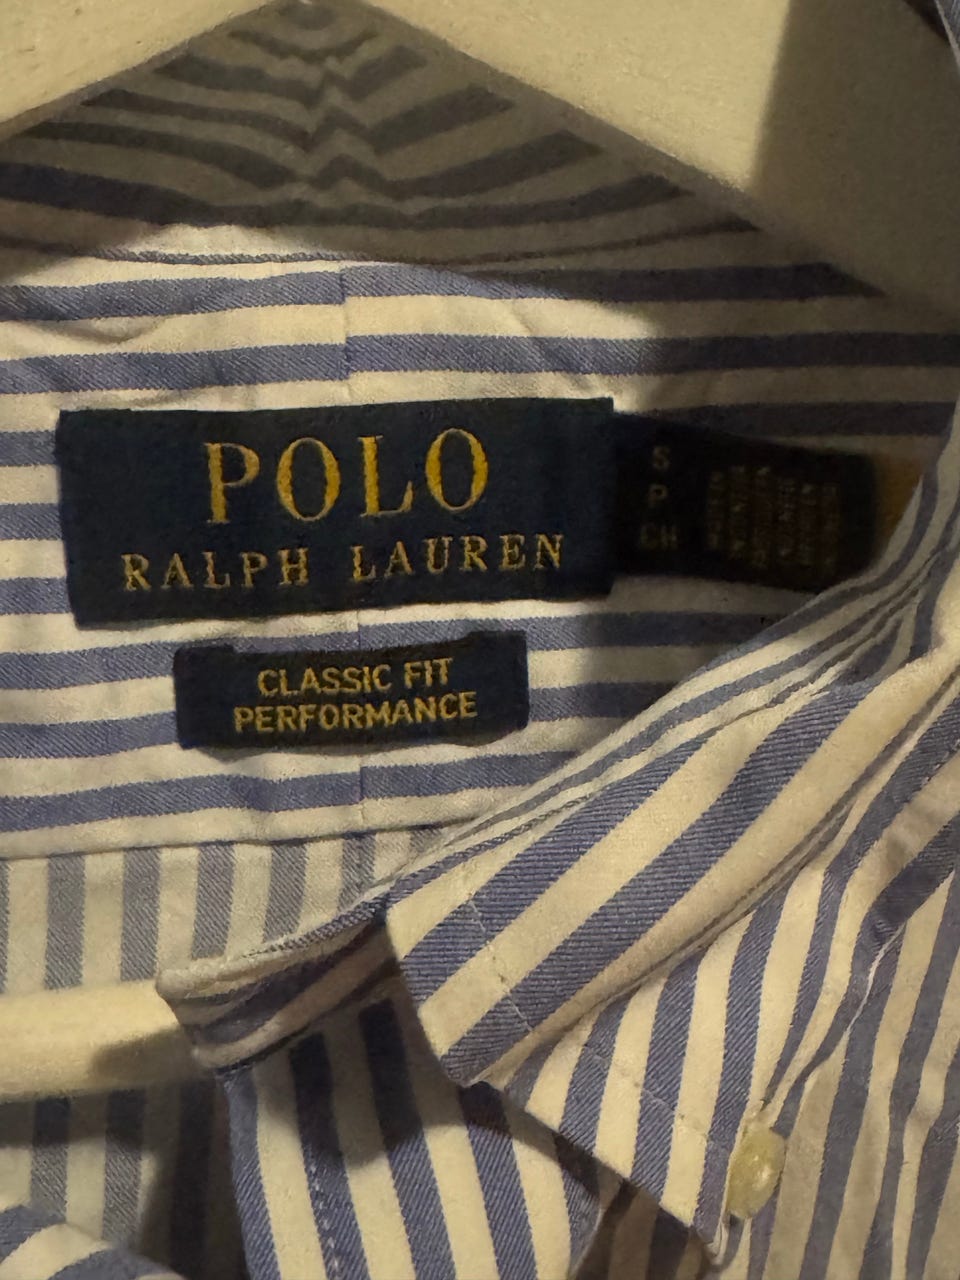 POLO
RALPH LAUREN
S
P
CH
CLASSIC FIT
PERFORMANCE